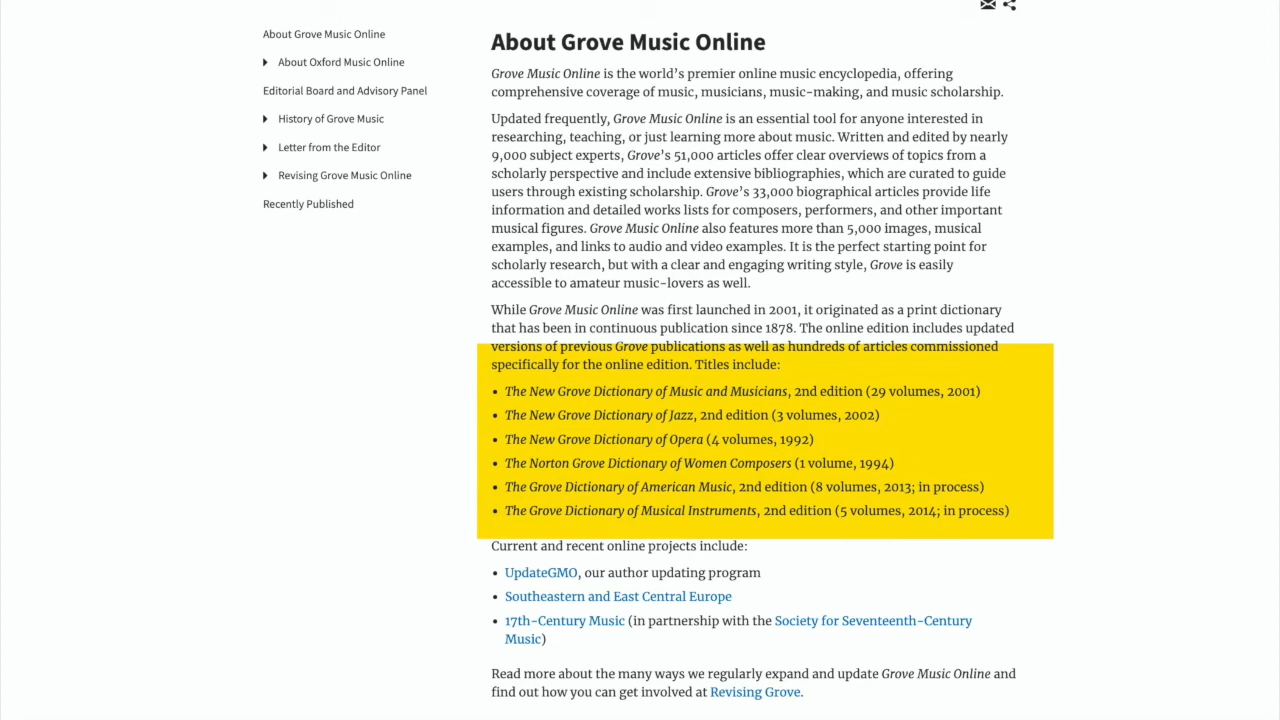 About Grove Music Online
About Oxford Music Online
Editorial Board and Advisory Panel
History of Grove Music
Letter from the Editor
Revising Grove Music Online
Recently Published
About Grove Music Online
Grove Music Online is the world’s premier online music encyclopedia, offering
comprehensive coverage of music, musicians, music-making, and music scholarship.
Updated frequently, Grove Music Online is an essential tool for anyone interested in
researching, teaching, or just learning more about music. Written and edited by nearly
9,000 subject experts, Grove’s 51,000 articles offer clear overviews of topics from a
scholarly perspective and include extensive bibliographies, which are curated to guide
users through existing scholarship. Grove’s 33,000 biographical articles provide life
information and detailed works lists for composers, performers, and other important
musical figures. Grove Music Online also features more than 5,000 images, musical
examples, and links to audio and video examples. It is the perfect starting point for
scholarly research, but with a clear and engaging writing style, Grove is easily
accessible to amateur music-lovers as well.
While Grove Music Online was first launched in 2001, it originated as a print dictionary
that has been in continuous publication since 1878. The online edition includes updated
versions of previous Grove publications as well as hundreds of articles commissioned
specifically for the online edition. Titles include:
• The New Grove Dictionary of Music and Musicians, 2nd edition (29 volumes, 2001)
• The New Grove Dictionary of Jazz, 2nd edition (3 volumes, 2002)
• The New Grove Dictionary of Opera (4 volumes, 1992)
• The Norton Grove Dictionary of Women Composers (1 volume, 1994)
• The Grove Dictionary of American Music, 2nd edition (8 volumes, 2013; in process)
• The Grove Dictionary of Musical Instruments, 2nd edition (5 volumes, 2014; in process)
Current and recent online projects include:
• UpdateGMO, our author updating program
• Southeastern and East Central Europe
• 17th-Century Music (in partnership with the Society for Seventeenth-Century
Music)
Read more about the many ways we regularly expand and update Grove Music Online and
find out how you can get involved at Revising Grove.